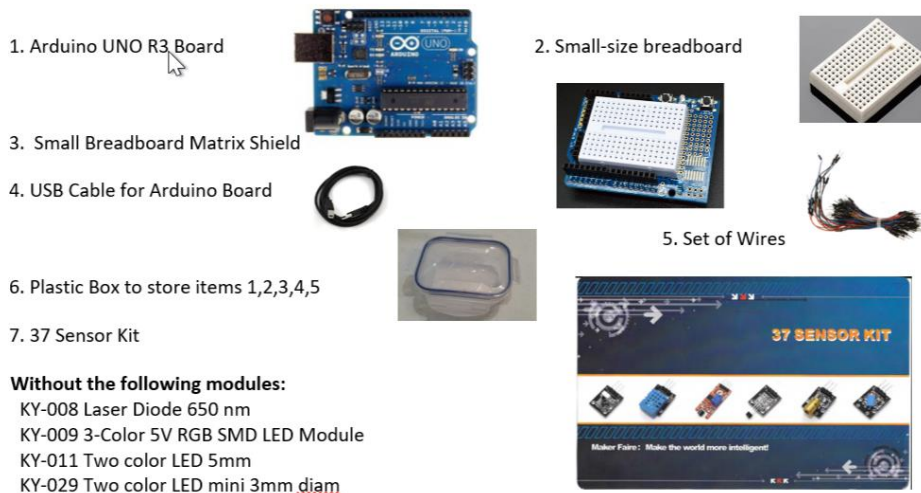 1. Arduino UNO R3 Board
2. Small-size breadboard
3. Small Breadboard Matrix Shield
4. USB Cable for Arduino Board
5. Set of Wires
6. Plastic Box to store items 1,2,3,4,5
7. 37 Sensor Kit
Without the following modules:
KY-008 Laser Diode 650 nm
KY-009 3-Color 5V RGB SMD LED Module
KY-011 Two color LED 5mm
KY-029 Two color LED mini 3mm diam
UNO
ARDUINO
37 SENSOR KIT
Maker Faire: Make the world more intelligent!